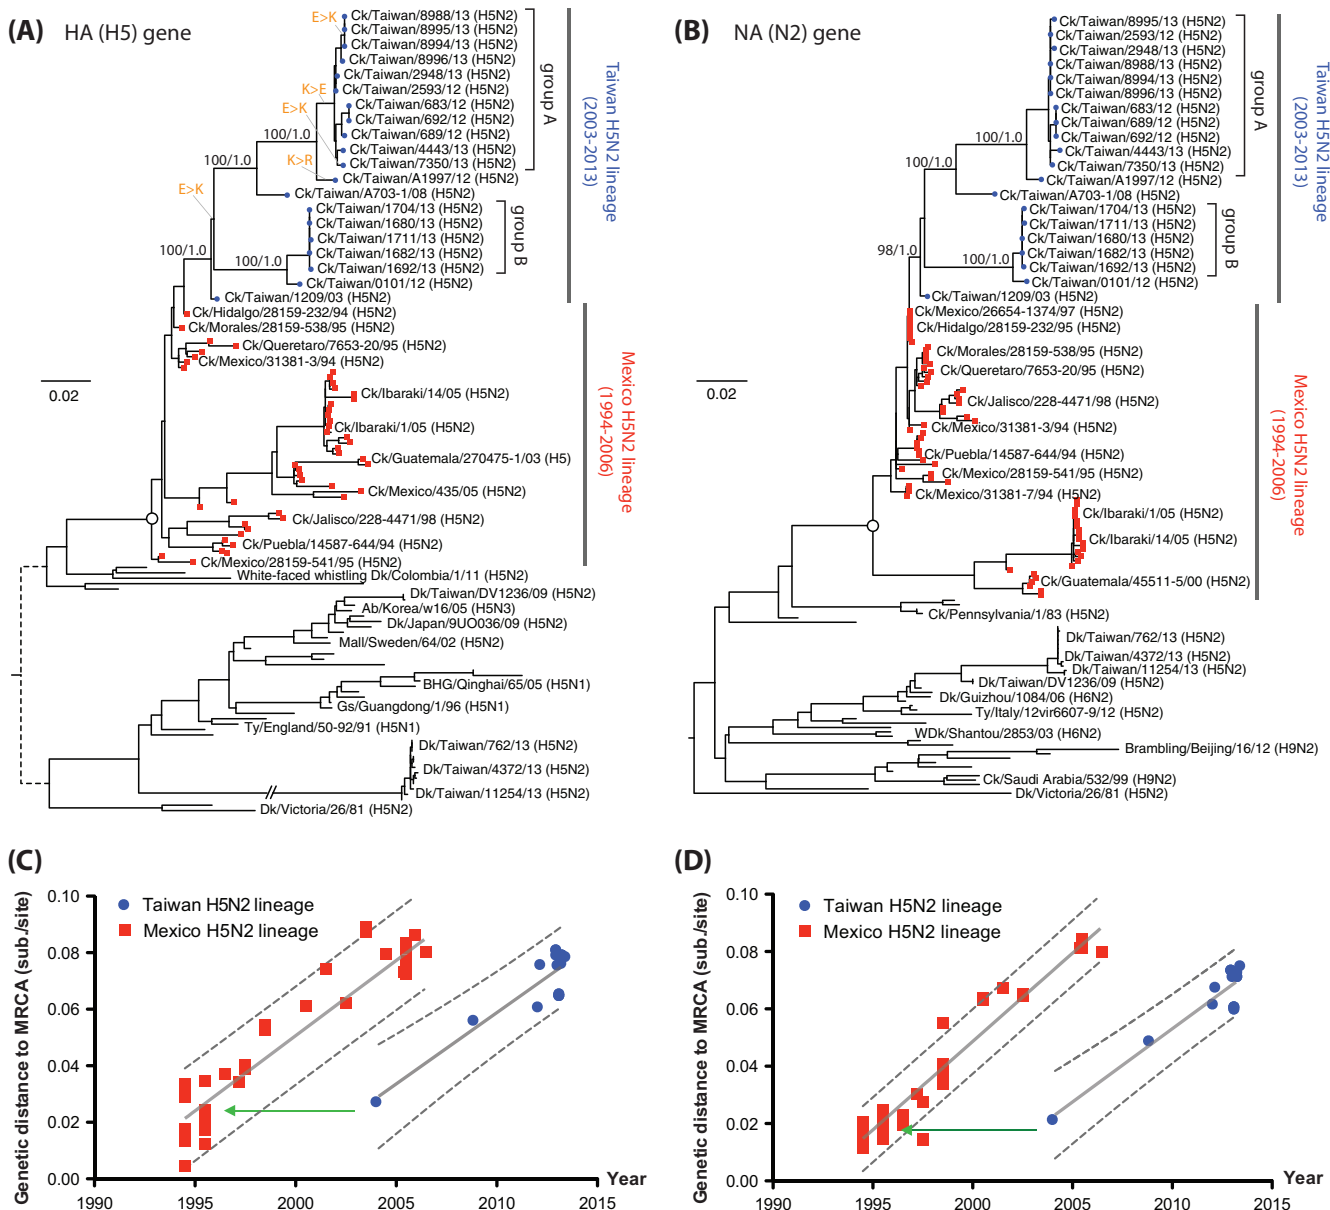 (A) HA (H5) gene
E>K
Ck/Taiwan/8988/13 (H5N2)
Ck/Taiwan/8995/13 (H5N2)
Ck/Taiwan/8994/13 (H5N2)
Ck/Taiwan/8996/13 (H5N2)
Ck/Taiwan/2948/13 (H5N2)
K>E
Ck/Taiwan/2593/12 (H5N2)
E>K
Ck/Taiwan/683/12 (H5N2)
Ck/Taiwan/692/12 (H5N2)
100/1.0
Ck/Taiwan/689/12 (H5N2)
Ck/Taiwan/4443/13 (H5N2)
100/1.0
K>R
Ck/Taiwan/7350/13 (H5N2)
Ck/Taiwan/A1997/12 (H5N2)
E>K
Ck/Taiwan/A703-1/08 (H5N2)
Ck/Taiwan/1704/13 (H5N2)
Ck/Taiwan/1680/13 (H5N2)
Ck/Taiwan/1711/13 (H5N2)
100/1.0
Ck/Taiwan/1682/13 (H5N2)
100/1.0
Ck/Taiwan/1692/13 (H5N2)
Ck/Taiwan/0101/12 (H5N2)
Ck/Taiwan/1209/03 (H5N2)
Ck/Hidalgo/28159-232/94 (H5N2)
Ck/Morales/28159-538/95 (H5N2)
Ck/Queretaro/7653-20/95 (H5N2)
Ck/Mexico/31381-3/94 (H5N2)
0.02
Ck/Ibaraki/14/05 (H5N2)
Ck/Ibaraki/1/05 (H5N2)
Ck/Guatemala/270475-1/03 (H5)
Ck/Mexico/435/05 (H5N2)
Ck/Jalisco/228-4471/98 (H5N2)
Ck/Puebla/14587-644/94 (H5N2)
Ck/Mexico/28159-541/95 (H5N2)
White-faced whistling Dk/Colombia/1/11 (H5N2)
Dk/Taiwan/DV1236/09 (H5N2)
Ab/Korea/w16/05 (H5N3)
Dk/Japan/9UO036/09 (H5N2)
Mall/Sweden/64/02 (H5N2)
BHG/Qinghai/65/05 (H5N1)
Gs/Guangdong/1/96 (H5N1)
Ty/England/50-92/91 (H5N1)
Dk/Taiwan/762/13 (H5N2)
Dk/Taiwan/4372/13 (H5N2)
Dk/Taiwan/11254/13 (H5N2)
Dk/Victoria/26/81 (H5N2)
group A
group B
Taiwan H5N2 lineage
(2003-2013)
Mexico H5N2 lineage
(1994-2006)
(B) NA (N2) gene
Ck/Taiwan/8995/13 (H5N2)
Ck/Taiwan/2593/12 (H5N2)
Ck/Taiwan/2948/13 (H5N2)
Ck/Taiwan/8988/13 (H5N2)
Ck/Taiwan/8994/13 (H5N2)
Ck/Taiwan/8996/13 (H5N2)
Ck/Taiwan/683/12 (H5N2)
Ck/Taiwan/689/12 (H5N2)
100/1.0
Ck/Taiwan/692/12 (H5N2)
Ck/Taiwan/4443/13 (H5N2)
100/1.0
Ck/Taiwan/7350/13 (H5N2)
Ck/Taiwan/A1997/12 (H5N2)
Ck/Taiwan/A703-1/08 (H5N2)
Ck/Taiwan/1704/13 (H5N2)
Ck/Taiwan/1711/13 (H5N2)
Ck/Taiwan/1680/13 (H5N2)
98/1.0
Ck/Taiwan/1682/13 (H5N2)
100/1.0
Ck/Taiwan/1692/13 (H5N2)
Ck/Taiwan/0101/12 (H5N2)
Ck/Taiwan/1209/03 (H5N2)
Ck/Mexico/26654-1374/97 (H5N2)
Ck/Hidalgo/28159-232/95 (H5N2)
Ck/Morales/28159-538/95 (H5N2)
Ck/Queretaro/7653-20/95 (H5N2)
0.02
Ck/Jalisco/228-4471/98 (H5N2)
Ck/Mexico/31381-3/94 (H5N2)
Ck/Puebla/14587-644/94 (H5N2)
Ck/Mexico/28159-541/95 (H5N2)
Ck/Mexico/31381-7/94 (H5N2)
Ck/Ibaraki/1/05 (H5N2)
Ck/Ibaraki/14/05 (H5N2)
Ck/Guatemala/45511-5/00 (H5N2)
Ck/Pennsylvania/1/83 (H5N2)
Dk/Taiwan/762/13 (H5N2)
Dk/Taiwan/4372/13 (H5N2)
Dk/Taiwan/11254/13 (H5N2)
Dk/Taiwan/DV1236/09 (H5N2)
Dk/Guizhou/1084/06 (H6N2)
Ty/Italy/12vir6607-9/12 (H5N2)
WDk/Shantou/2853/03 (H6N2)
Brambling/Beijing/16/12 (H9N2)
Ck/Saudi Arabia/532/99 (H9N2)
Dk/Victoria/26/81 (H5N2)
group A
group B
Taiwan H5N2 lineage
(2003-2013)
Mexico H5N2 lineage
(1994-2006)
(C)
Genetic distance to MRCA (sub./site)
0.10
0.08
0.06
0.04
0.02
0.00
Taiwan H5N2 lineage
Mexico H5N2 lineage
1990 1995 2000 2005 2010 2015
Year
(D)
Genetic distance to MRCA (sub./site)
0.10
0.08
0.06
0.04
0.02
0.00
Taiwan H5N2 lineage
Mexico H5N2 lineage
1990 1995 2000 2005 2010 2015
Year